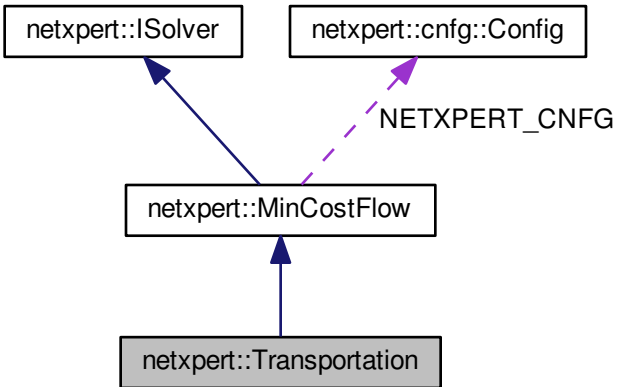 netxpert::ISolver
netxpert::cnfg::Config
NETXPERT_CNFG
netxpert::MinCostFlow
netxpert::Transportation